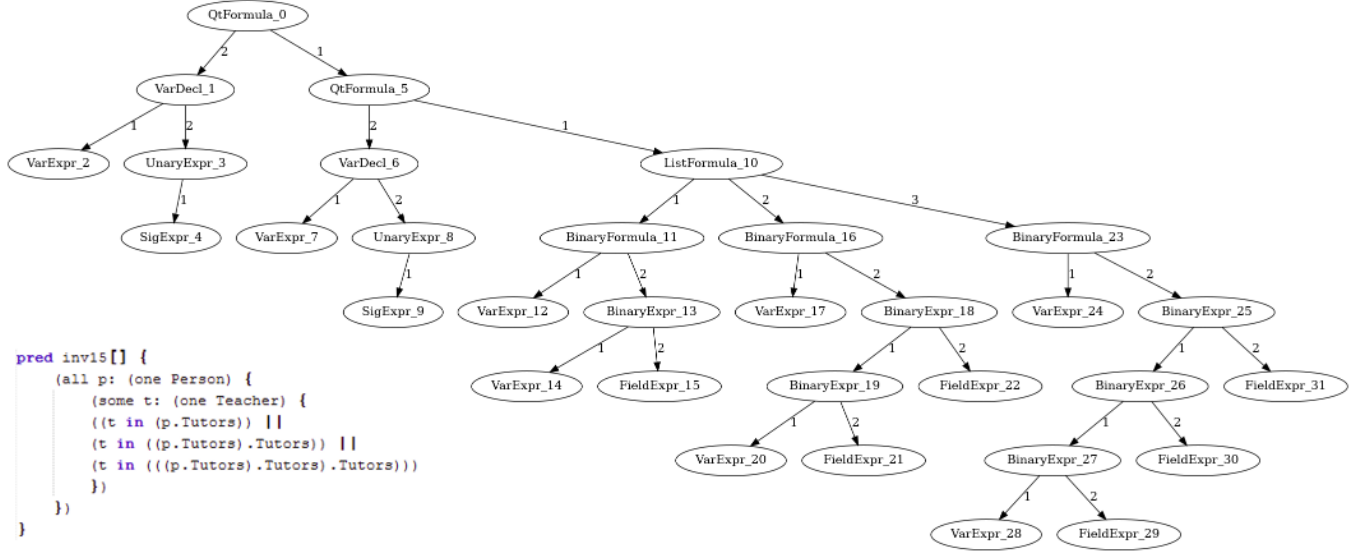 QtFormula_0
2
1
VarDecl_1
QtFormula_5
1
2
2
1
VarExpr_2
UnaryExpr_3
VarDecl_6
ListFormula_10
1
1
2
1
2
3
SigExpr_4
VarExpr_7
UnaryExpr_8
BinaryFormula_11
BinaryFormula_16
BinaryFormula_23
1
1
2
1
2
1
2
SigExpr_9
VarExpr_12
BinaryExpr_13
VarExpr_17
BinaryExpr_18
VarExpr_24
BinaryExpr_25
1
2
1
2
1
2
VarExpr_14
FieldExpr_15
BinaryExpr_19
FieldExpr_22
BinaryExpr_26
FieldExpr_31
1
2
1
2
VarExpr_20
FieldExpr_21
BinaryExpr_27
FieldExpr_30
1
2
VarExpr_28
FieldExpr_29
pred inv15[] {
(all p: (one Person) {
(some t: (one Teacher) {
((t in (p.Tutors)) ||
(t in ((p.Tutors).Tutors)) ||
(t in (((p.Tutors).Tutors).Tutors)))
})
})
}